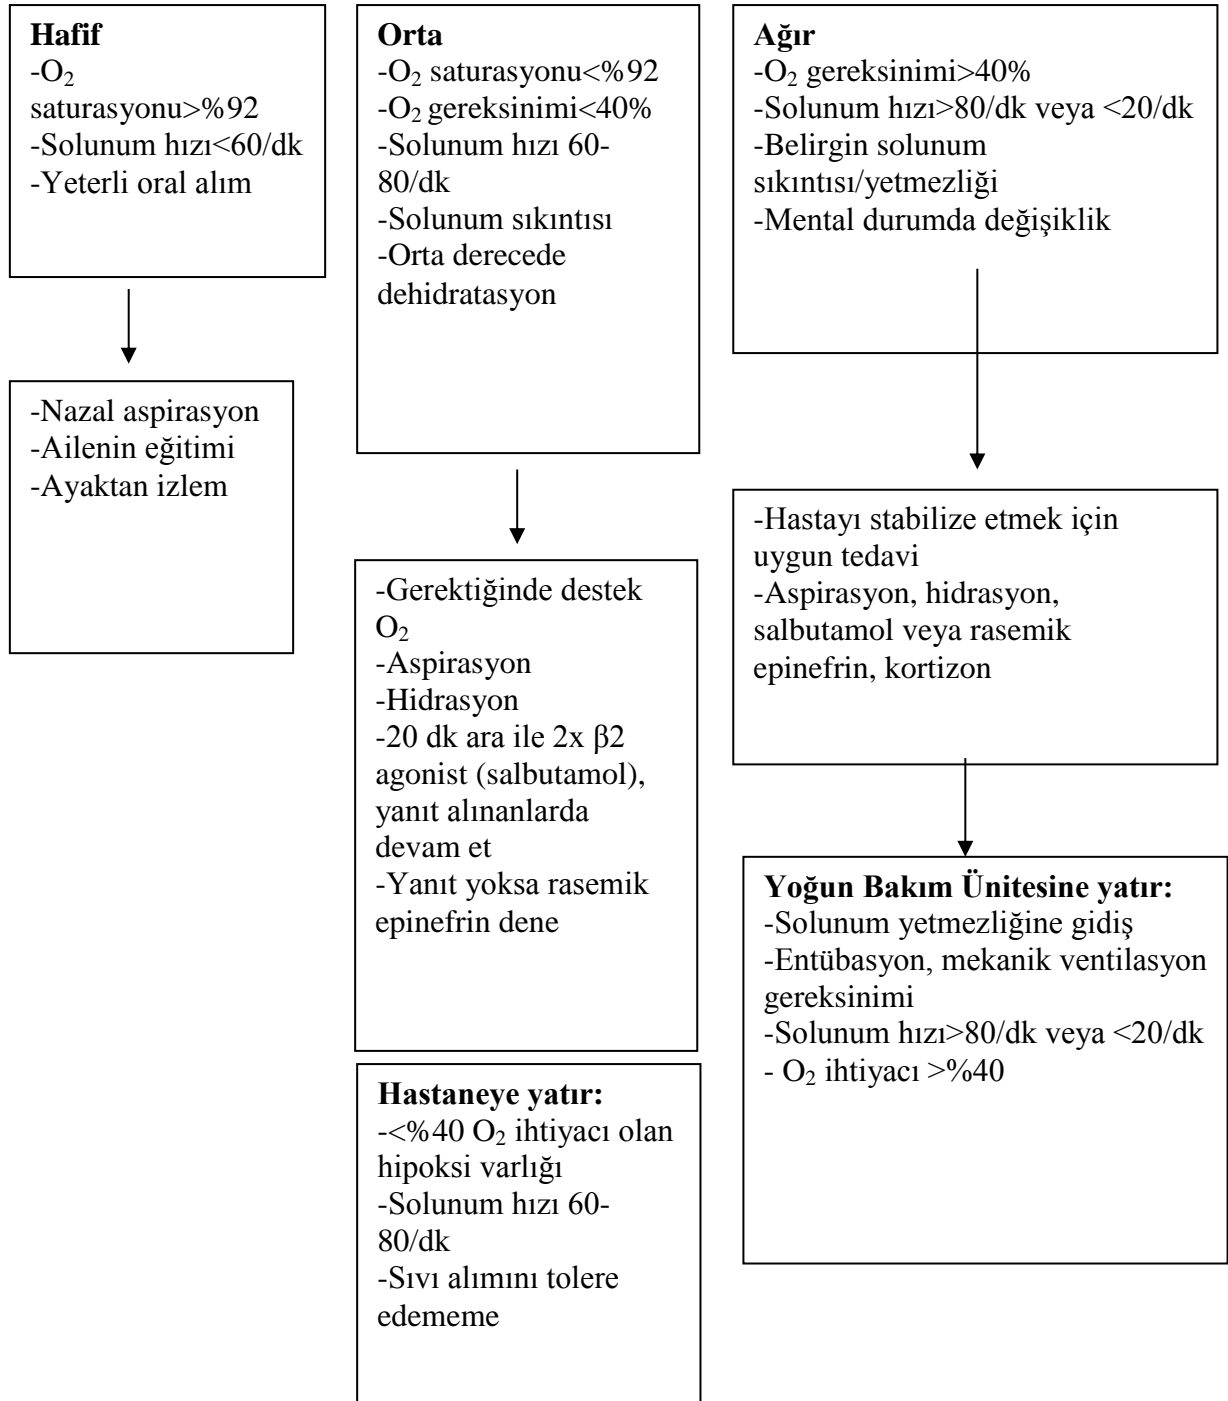 Hafif
-O₂
saturasyonu>%92
-Solunum hızı<60/dk
-Yeterli oral alım
-Nazal aspirasyon
-Ailenin eğitimi
-Ayaktan izlem
Orta
-O₂ saturasyonu<%92
-O₂ gereksinimi<40%
-Solunum hızı 60-
80/dk
-Solunum sıkıntısı
-Orta derecede
dehidratasyon
-Gerektiğinde destek
O₂
-Aspirasyon
-Hidrasyon
-20 dk ara ile 2x β2
agonist (salbutamol),
yanıt alınanlarda
devam et
-Yanıt yoksa rasemik
epinefrin dene
Hastaneye yatır:
-<%40 O₂ ihtiyacı olan
hipoksi varlığı
-Solunum hızı 60-
80/dk
-Sıvı alımını tolere
edememe
Ağır
-O₂ gereksinimi>40%
-Solunum hızı>80/dk veya <20/dk
-Belirgin solunum
sıkıntısı/yetmezliği
-Mental durumda değişiklik
-Hastayı stabilize etmek için
uygun tedavi
-Aspirasyon, hidrasyon,
salbutamol veya rasemik
epinefrin, kortizon
Yoğun Bakım Ünitesine yatır:
-Solunum yetmezliğine gidiş
-Entübasyon, mekanik ventilasyon
gereksinimi
-Solunum hızı>80/dk veya <20/dk
- O₂ ihtiyacı >%40